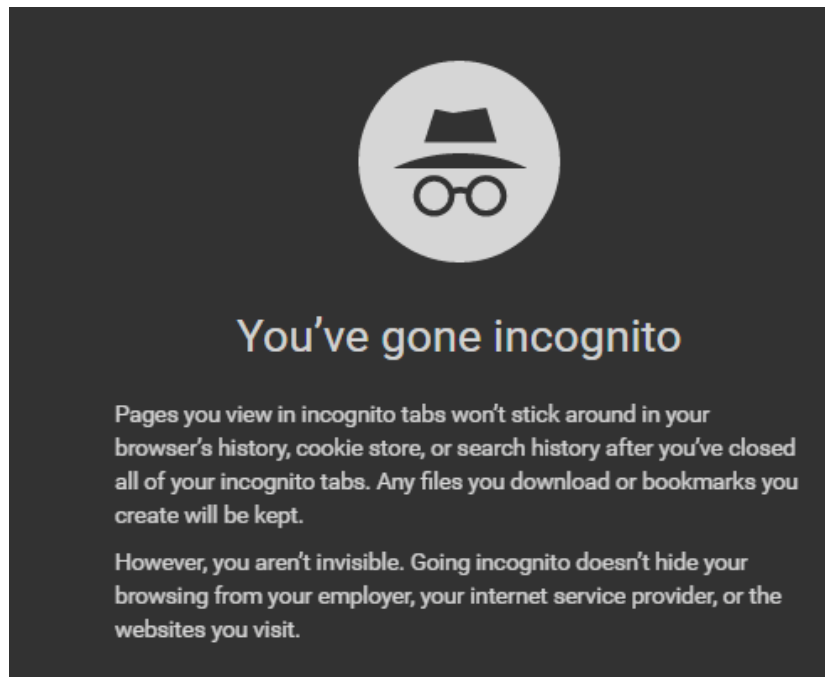 You’ve gone incognito
Pages you view in incognito tabs won’t stick around in your
browser’s history, cookie store, or search history after you’ve closed
all of your incognito tabs. Any files you download or bookmarks you
create will be kept.
However, you aren’t invisible. Going incognito doesn’t hide your
browsing from your employer, your internet service provider, or the
websites you visit.